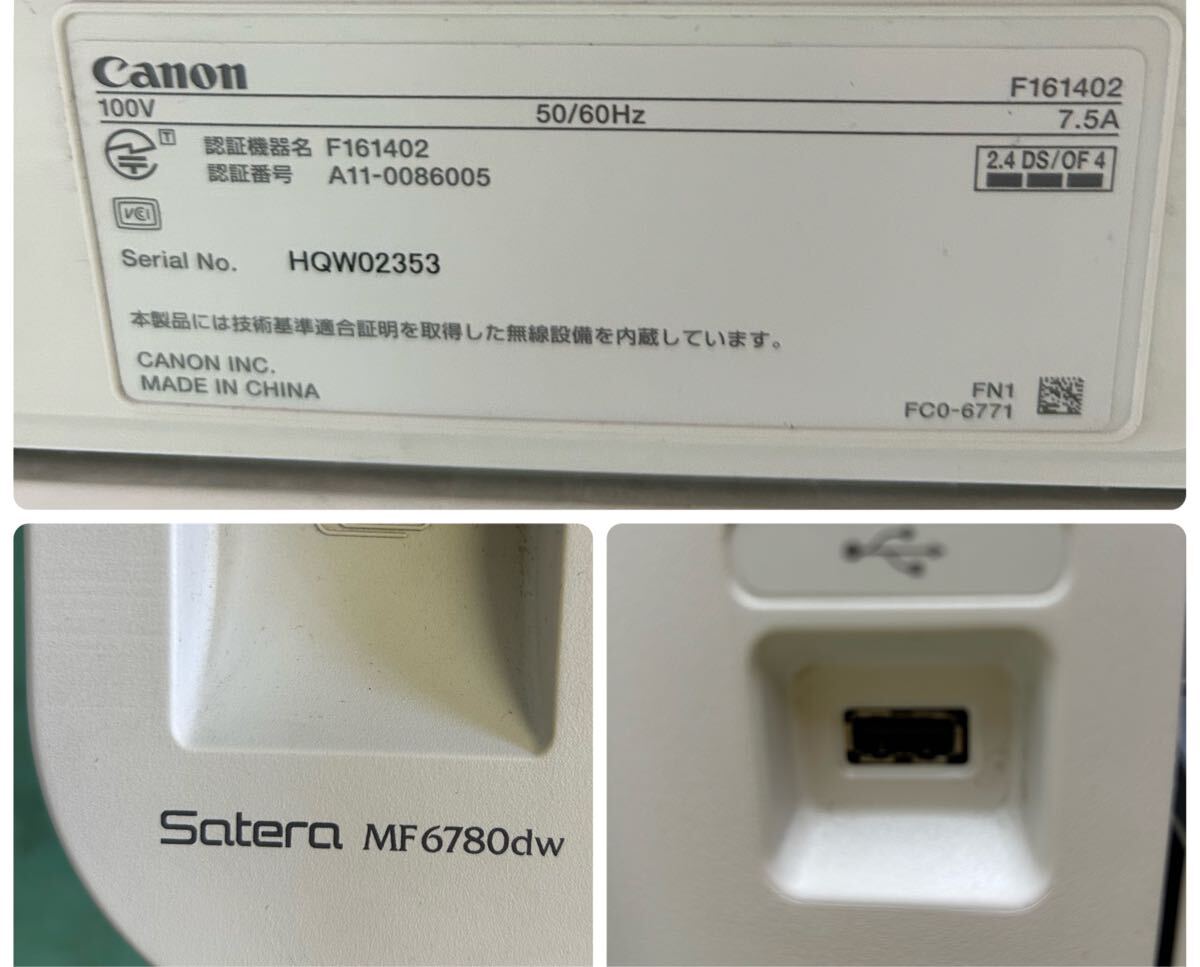 Canon
F161402
100V 50/60Hz 7.5A
T
認証機器名 F161402
認証番号 A11-0086005
2.4 DS/OF 4
VCI
Serial No. HQW02353
本製品には技術基準適合証明を取得した無線設備を内蔵しています。
CANON INC.
MADE IN CHINA
FN1
FC0-6771
Satera MF6780dw